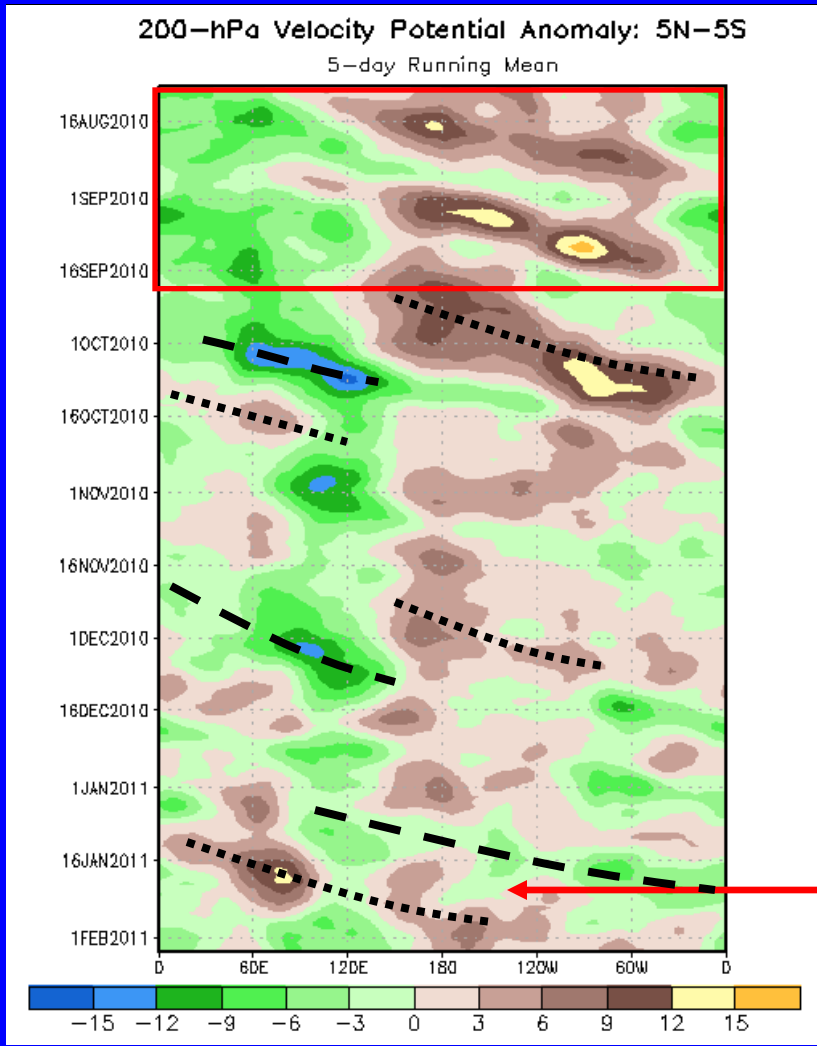 200-hPa Velocity Potential Anomaly: 5N-5S
5-day Running Mean
16AUG2010
1SEP2010
16SEP2010
1OCT2010
16OCT2010
1NOV2010
16NOV2010
1DEC2010
16DEC2010
1JAN2011
16JAN2011
1FEB2011
0 60E 120E 180 120W 60W 0
-15 -12 -9 -6 -3 0 3 6 9 12 15